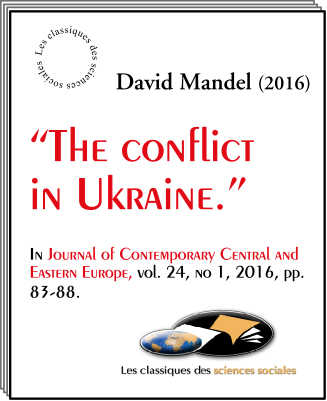 Les classiques des sciences sociales
David Mandel (2016)
“The conflict
in Ukraine.”
In Journal of Contemporary Central and
Eastern Europe, vol. 24, no 1, 2016, pp.
83-88.
Les classiques des sciences sociales